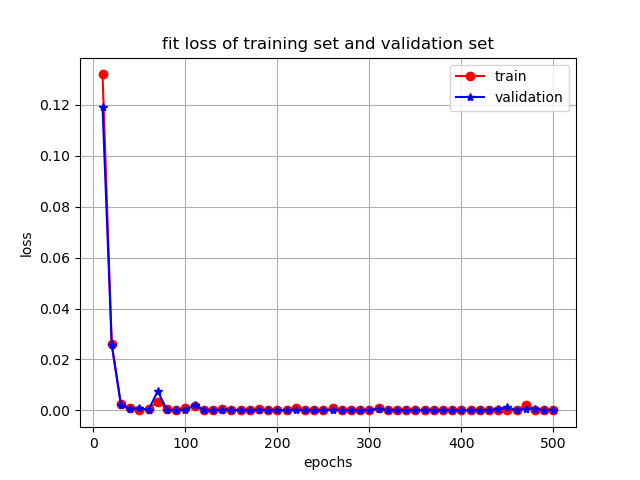 fit loss of training set and validation set
train
validation
0.12
0.10
0.08
0.06
0.04
0.02
0.00
loss
0 100 200 300 400 500
epochs